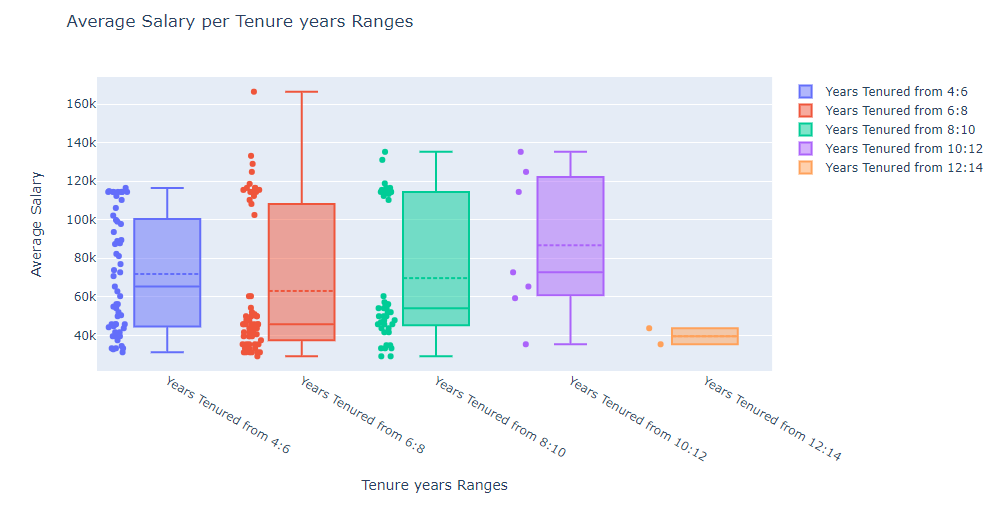 Average Salary per Tenure years Ranges
160k
140k
120k
100k
80k
60k
40k
Average Salary
Years Tenured from 4:6
Years Tenured from 6:8
Years Tenured from 8:10
Years Tenured from 10:12
Years Tenured from 12:14
Tenure years Ranges
Years Tenured from 4:6
Years Tenured from 6:8
Years Tenured from 8:10
Years Tenured from 10:12
Years Tenured from 12:14